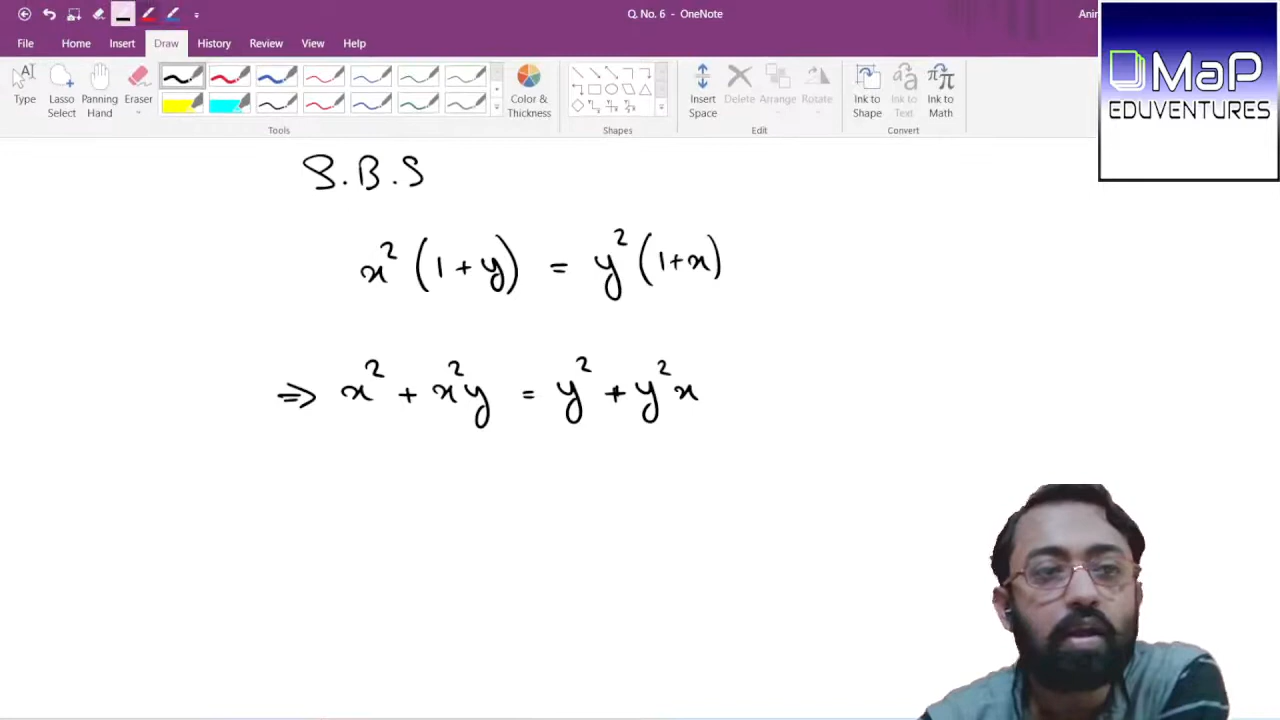 Q. No. 6 - OneNote
Ani
File Home Insert Draw History Review View Help
Type
Lasso Select
Panning Hand
Eraser
Color & Thickness
Insert Space
Delete
Arrange
Rotate
Ink to Shape
Ink to Text
Ink to Math
Tools
Shapes
Edit
Convert
MaP
EDUVENTURES
S.B.S
x² (1 + y) = y² (1+x)
⇒ x² + x²y = y² + y²x